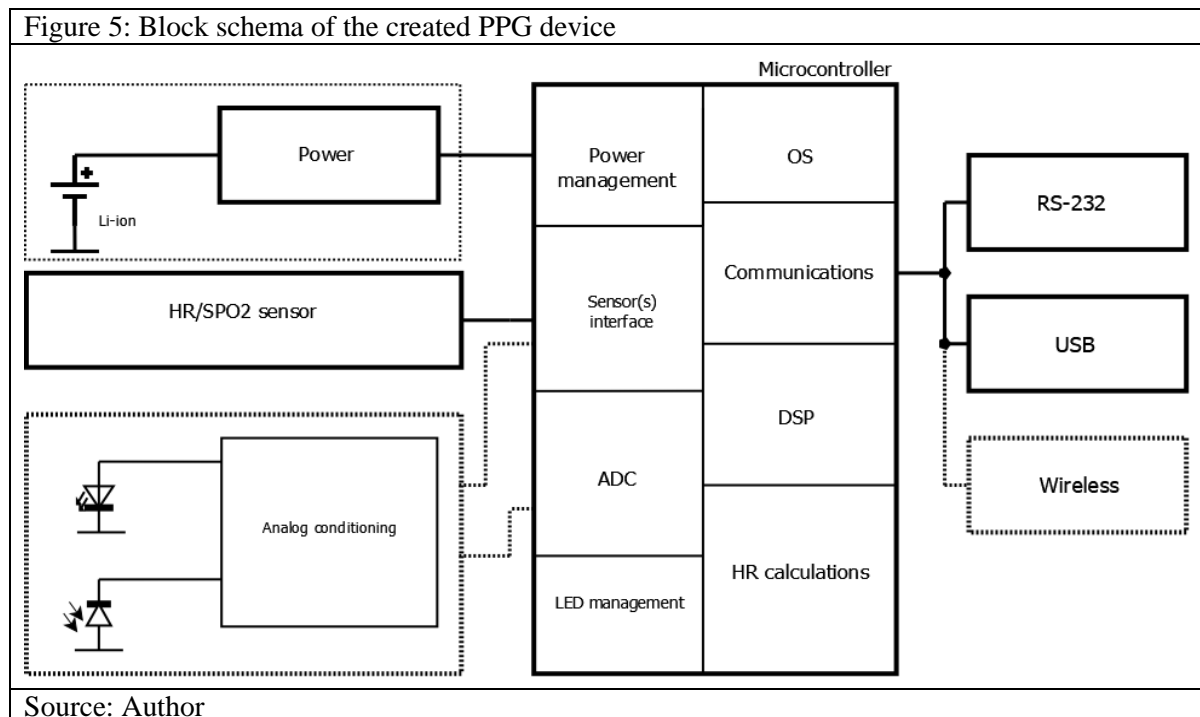 Figure 5: Block schema of the created PPG device
Microcontroller
Power
+
Li-ion
HR/SPO2 sensor
Analog conditioning
Power
management
Sensor(s)
interface
ADC
LED management
OS
Communications
DSP
HR calculations
RS-232
USB
Wireless
Source: Author